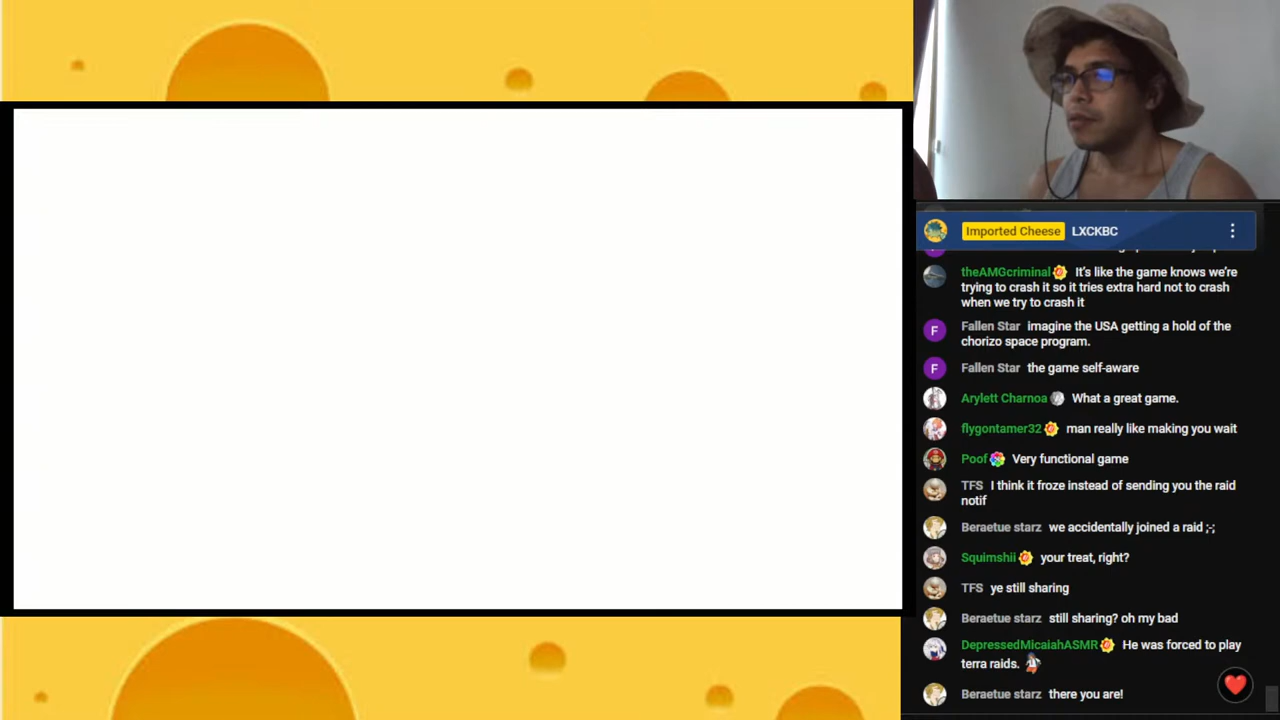 Imported Cheese LXCKBC
theAMGcriminal It's like the game knows we're
trying to crash it so it tries extra hard not to crash
when we try to crash it
F Fallen Star imagine the USA getting a hold of the
chorizo space program.
F Fallen Star the game self-aware
Arylett Charnoa What a great game.
flygontamer32 man really like making you wait
Poof Very functional game
TFS I think it froze instead of sending you the raid
notif
Beraetue starz we accidentally joined a raid ;-;
Squimshii your treat, right?
TFS ye still sharing
Beraetue starz still sharing? oh my bad
DepressedMicaiahASMR He was forced to play
terra raids.
Beraetue starz there you are!